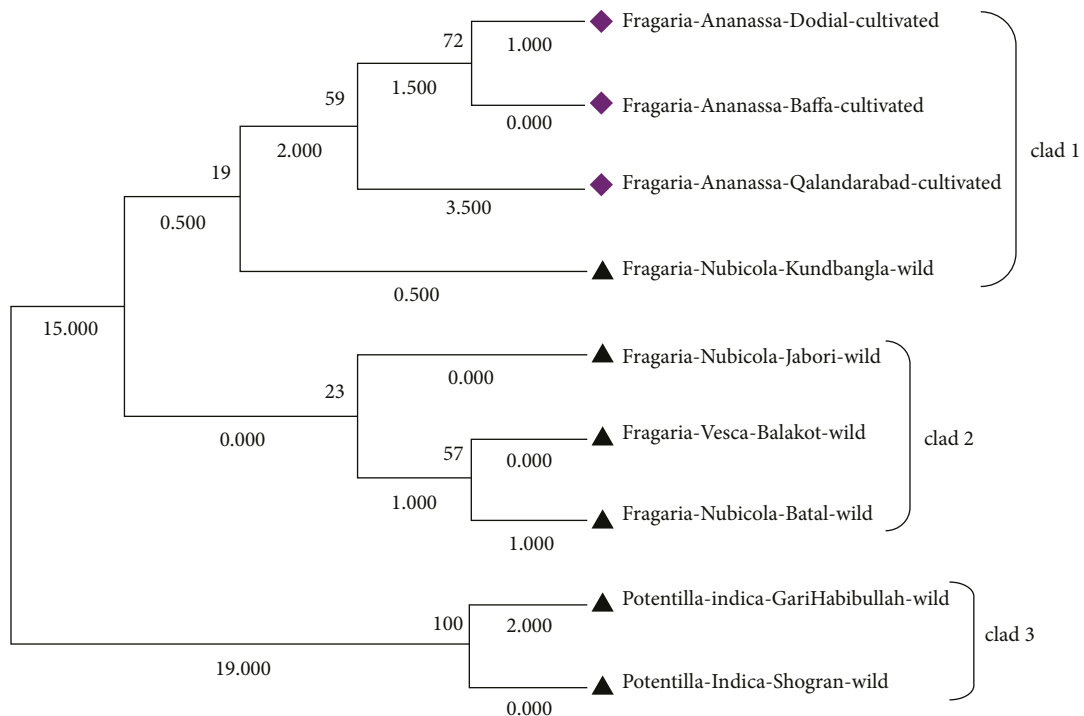 Fragaria-Ananassa-Dodial-cultivated
72
1.000
1.500
59
Fragaria-Ananassa-Baffa-cultivated
0.000
2.000
clad 1
19
Fragaria-Ananassa-Qalandarabad-cultivated
3.500
0.500
Fragaria-Nubicola-Kundbangla-wild
0.500
15.000
Fragaria-Nubicola-Jabori-wild
0.000
23
Fragaria-Vesca-Balakot-wild
0.000
clad 2
57
1.000
Fragaria-Nubicola-Batal-wild
1.000
Potentilla-indica-GariHabibullah-wild
100
2.000
clad 3
19.000
Potentilla-Indica-Shogran-wild
0.000
0.000